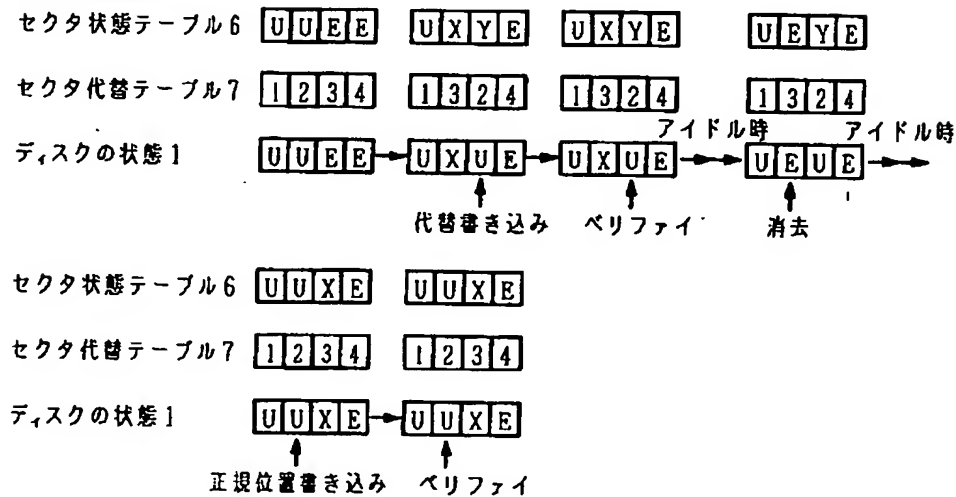 セクタ状態テーブル6 UUEE UXYE UXYE UEYE
セクタ代替テーブル7 1234 1324 1324 1324
アイドル時 アイドル時
ディスクの状態1 UUEE UXUE UXUE UEUE
代替書き込み ベリファイ 消去
セクタ状態テーブル6 UUXE UUXE
セクタ代替テーブル7 1234 1234
ディスクの状態1 UUXE UUXE
正規位置書き込み ベリファイ